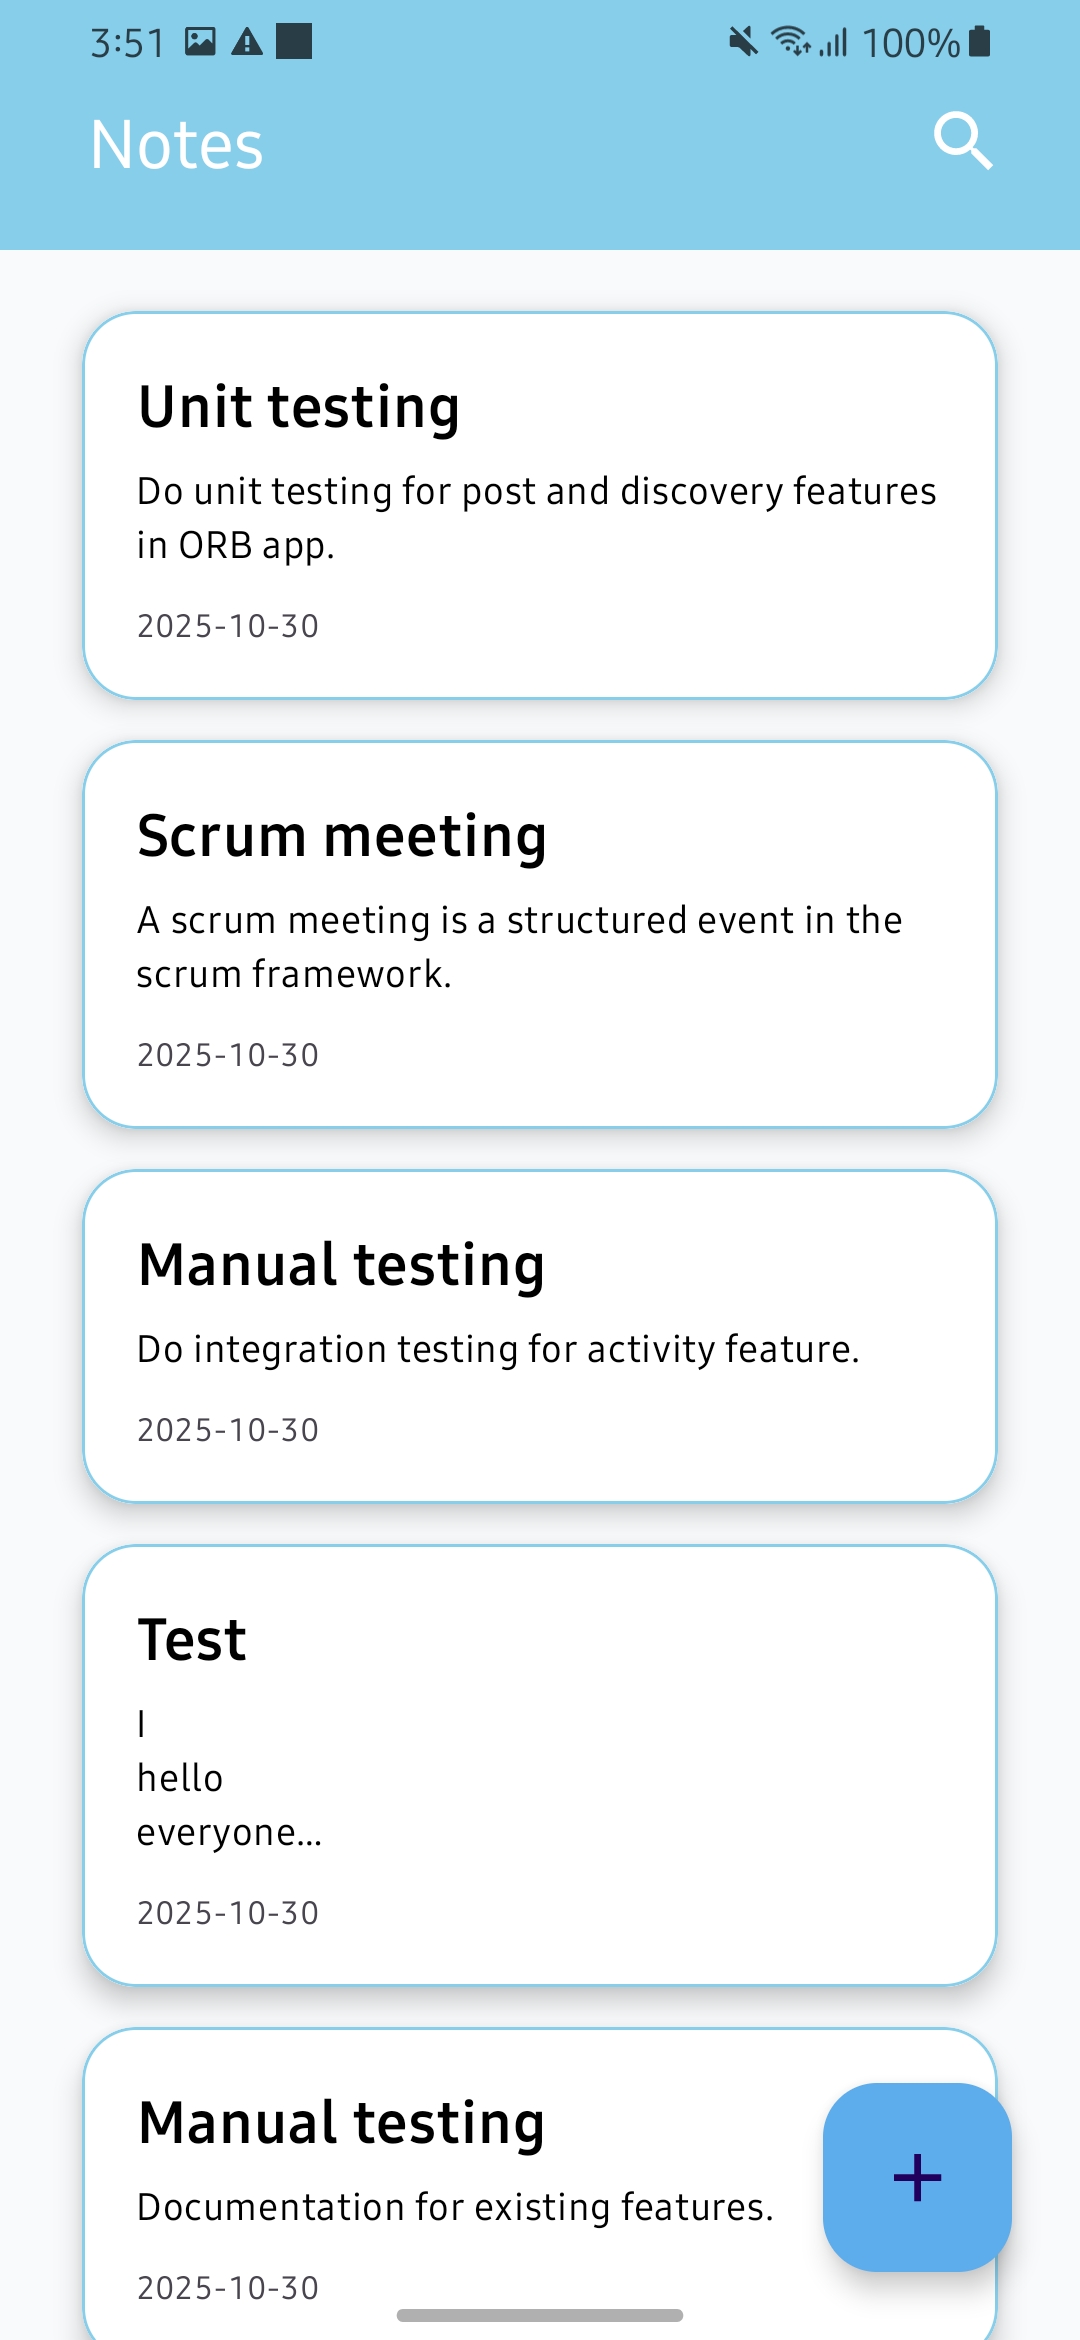 3:51 100%
Notes
Unit testing
Do unit testing for post and discovery features
in ORB app.
2025-10-30
Scrum meeting
A scrum meeting is a structured event in the
scrum framework.
2025-10-30
Manual testing
Do integration testing for activity feature.
2025-10-30
Test
I
hello
everyone...
2025-10-30
Manual testing
Documentation for existing features.
2025-10-30